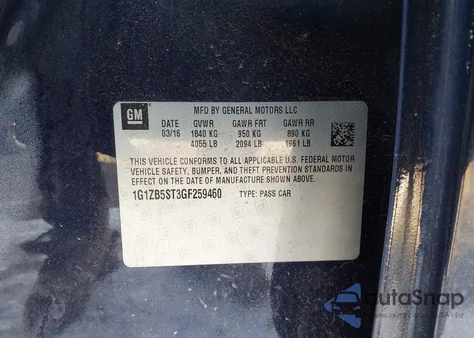 GM
MFD BY GENERAL MOTORS LLC
DATE GVWR GAWR FRT GAWR RR
03/16 1840 KG 950 KG 890 KG
4055 LB 2094 LB 1961 LB
THIS VEHICLE CONFORMS TO ALL APPLICABLE U.S. FEDERAL MOTOR
VEHICLE SAFETY, BUMPER, AND THEFT PREVENTION STANDARDS IN
EFFECT ON THE DATE OF MANUFACTURE SHOWN ABOVE.
1G1ZB5ST3GF259460 TYPE: PASS CAR
autoSnap